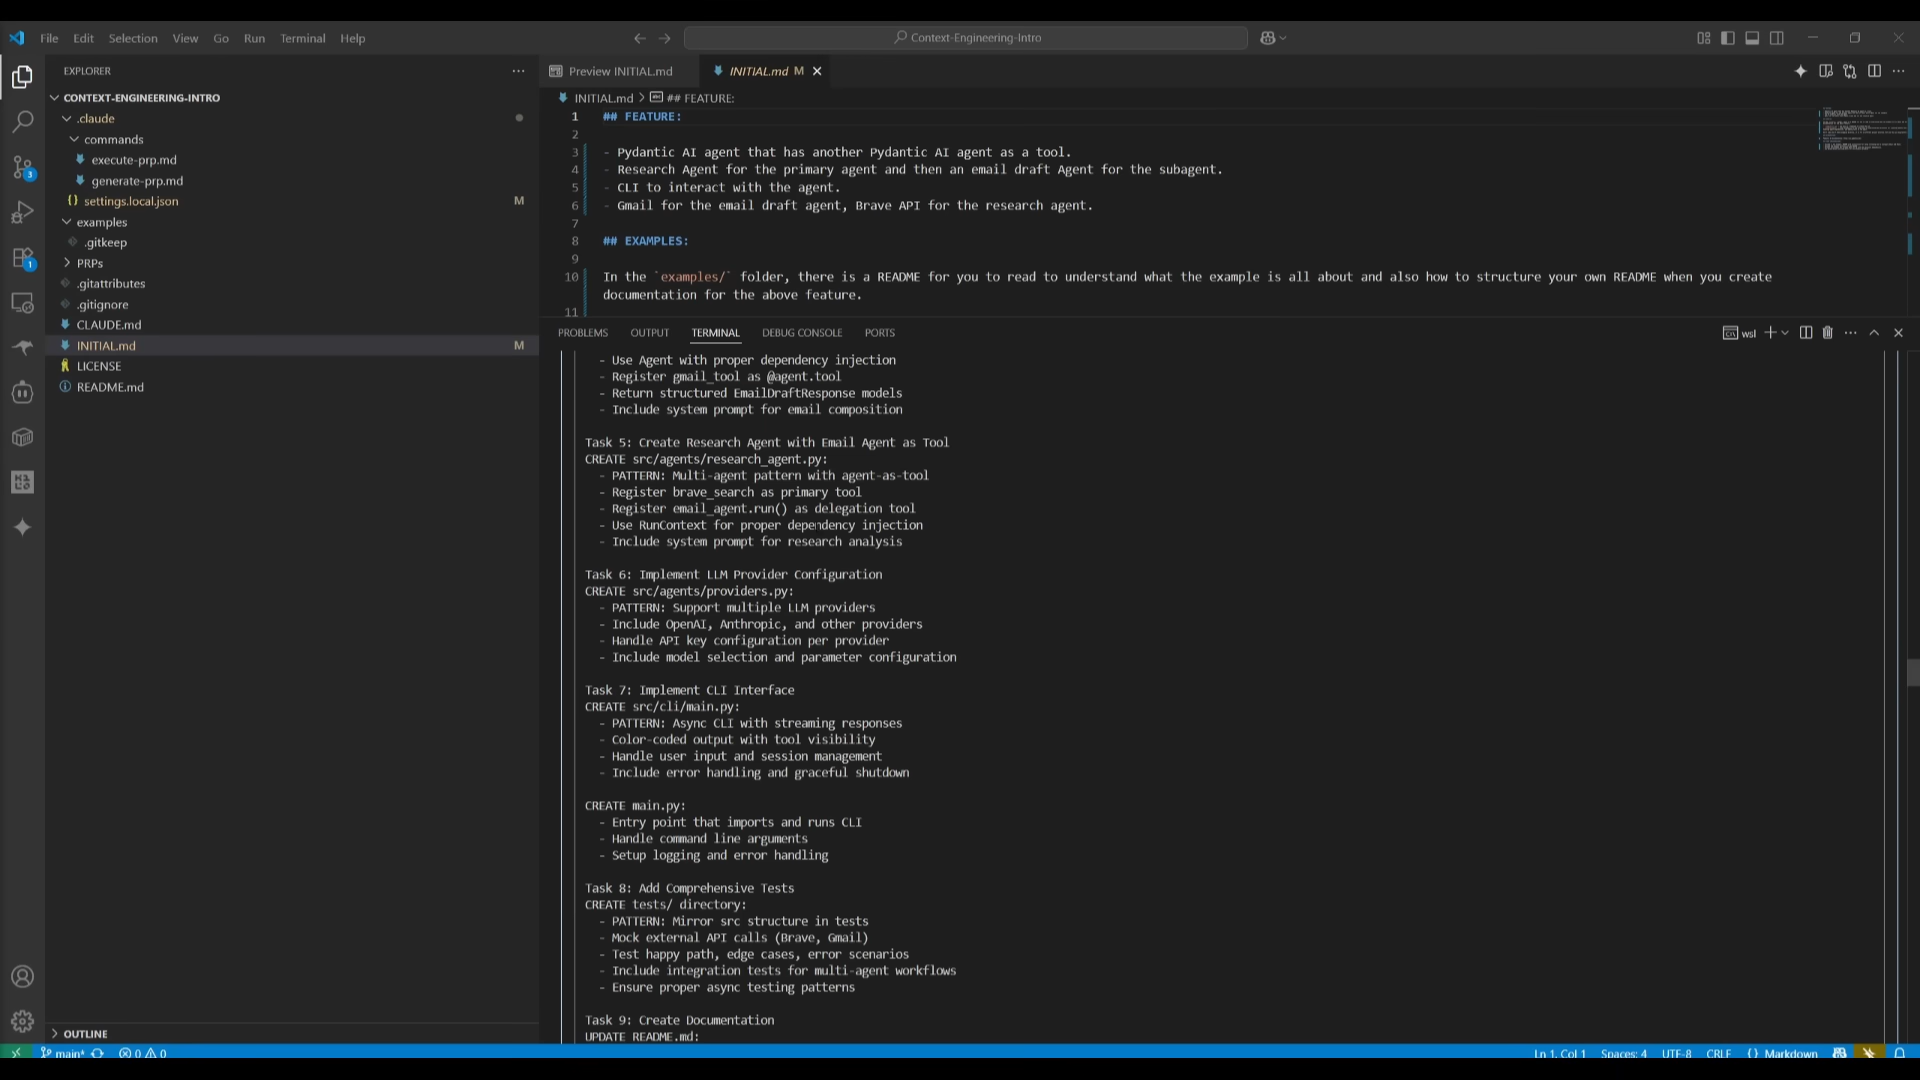 File Edit Selection View Go Run Terminal Help
Context-Engineering-Intro
EXPLORER
CONTEXT-ENGINEERING-INTRO
.claude
commands
execute-prp.md
generate-prp.md
{} settings.local.json M
examples
.gitkeep
PRPs
.gitattributes
.gitignore
CLAUDE.md
INITIAL.md M
LICENSE
README.md
OUTLINE
3
1
Preview INITIAL.md
INITIAL.md M
INITIAL.md > ## FEATURE:
1 ## FEATURE:
2
3 - Pydantic AI agent that has another Pydantic AI agent as a tool.
4 - Research Agent for the primary agent and then an email draft Agent for the subagent.
5 - CLI to interact with the agent.
6 - Gmail for the email draft agent, Brave API for the research agent.
7
8 ## EXAMPLES:
9
10 In the `examples/` folder, there is a README for you to read to understand what the example is all about and also how to structure your own README when you create
documentation for the above feature.
11
PROBLEMS OUTPUT TERMINAL DEBUG CONSOLE PORTS
wsl
- Use Agent with proper dependency injection
- Register gmail_tool as @agent.tool
- Return structured EmailDraftResponse models
- Include system prompt for email composition
Task 5: Create Research Agent with Email Agent as Tool
CREATE src/agents/research_agent.py:
- PATTERN: Multi-agent pattern with agent-as-tool
- Register brave_search as primary tool
- Register email_agent.run() as delegation tool
- Use RunContext for proper dependency injection
- Include system prompt for research analysis
Task 6: Implement LLM Provider Configuration
CREATE src/agents/providers.py:
- PATTERN: Support multiple LLM providers
- Include OpenAI, Anthropic, and other providers
- Handle API key configuration per provider
- Include model selection and parameter configuration
Task 7: Implement CLI Interface
CREATE src/cli/main.py:
- PATTERN: Async CLI with streaming responses
- Color-coded output with tool visibility
- Handle user input and session management
- Include error handling and graceful shutdown
CREATE main.py:
- Entry point that imports and runs CLI
- Handle command line arguments
- Setup logging and error handling
Task 8: Add Comprehensive Tests
CREATE tests/ directory:
- PATTERN: Mirror src structure in tests
- Mock external API calls (Brave, Gmail)
- Test happy path, edge cases, error scenarios
- Include integration tests for multi-agent workflows
- Ensure proper async testing patterns
Task 9: Create Documentation
UPDATE README.md:
main* 0 0
Ln 1, Col 1 Spaces: 4 UTF-8 CRLF {} Markdown